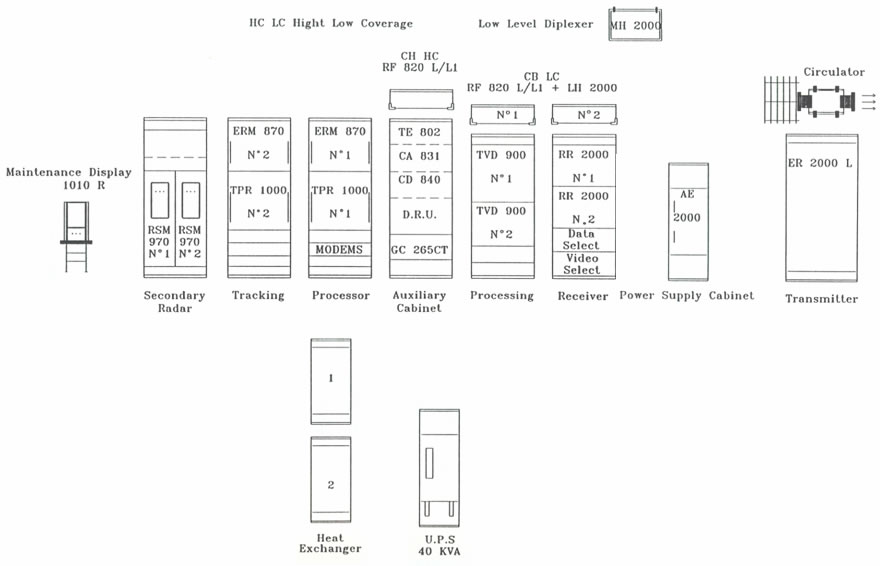 HC LC Hight Low Coverage
Low Level Diplexer
MH 2000
CH HC
RF 820 L/L1
CB LC
RF 820 L/L1 + LH 2000
N°1
N°2
Circulator
Maintenance Display
1010 R
RSM
970
N°1
RSM
970
N°2
Secondary
Radar
ERM 870
N°2
TPR 1000
N°2
Tracking
ERM 870
N°1
TPR 1000
N°1
MODEMS
Processor
TE 802
CA 831
CD 840
D.R.U.
GC 265CT
Auxiliary
Cabinet
TVD 900
N°1
TVD 900
N°2
Processing
RR 2000
N°1
RR 2000
N.2
Data
Select
Video
Select
Receiver
AE
2000
Power Supply Cabinet
ER 2000 L
Transmitter
1
2
Heat
Exchanger
U.P.S
40 KVA